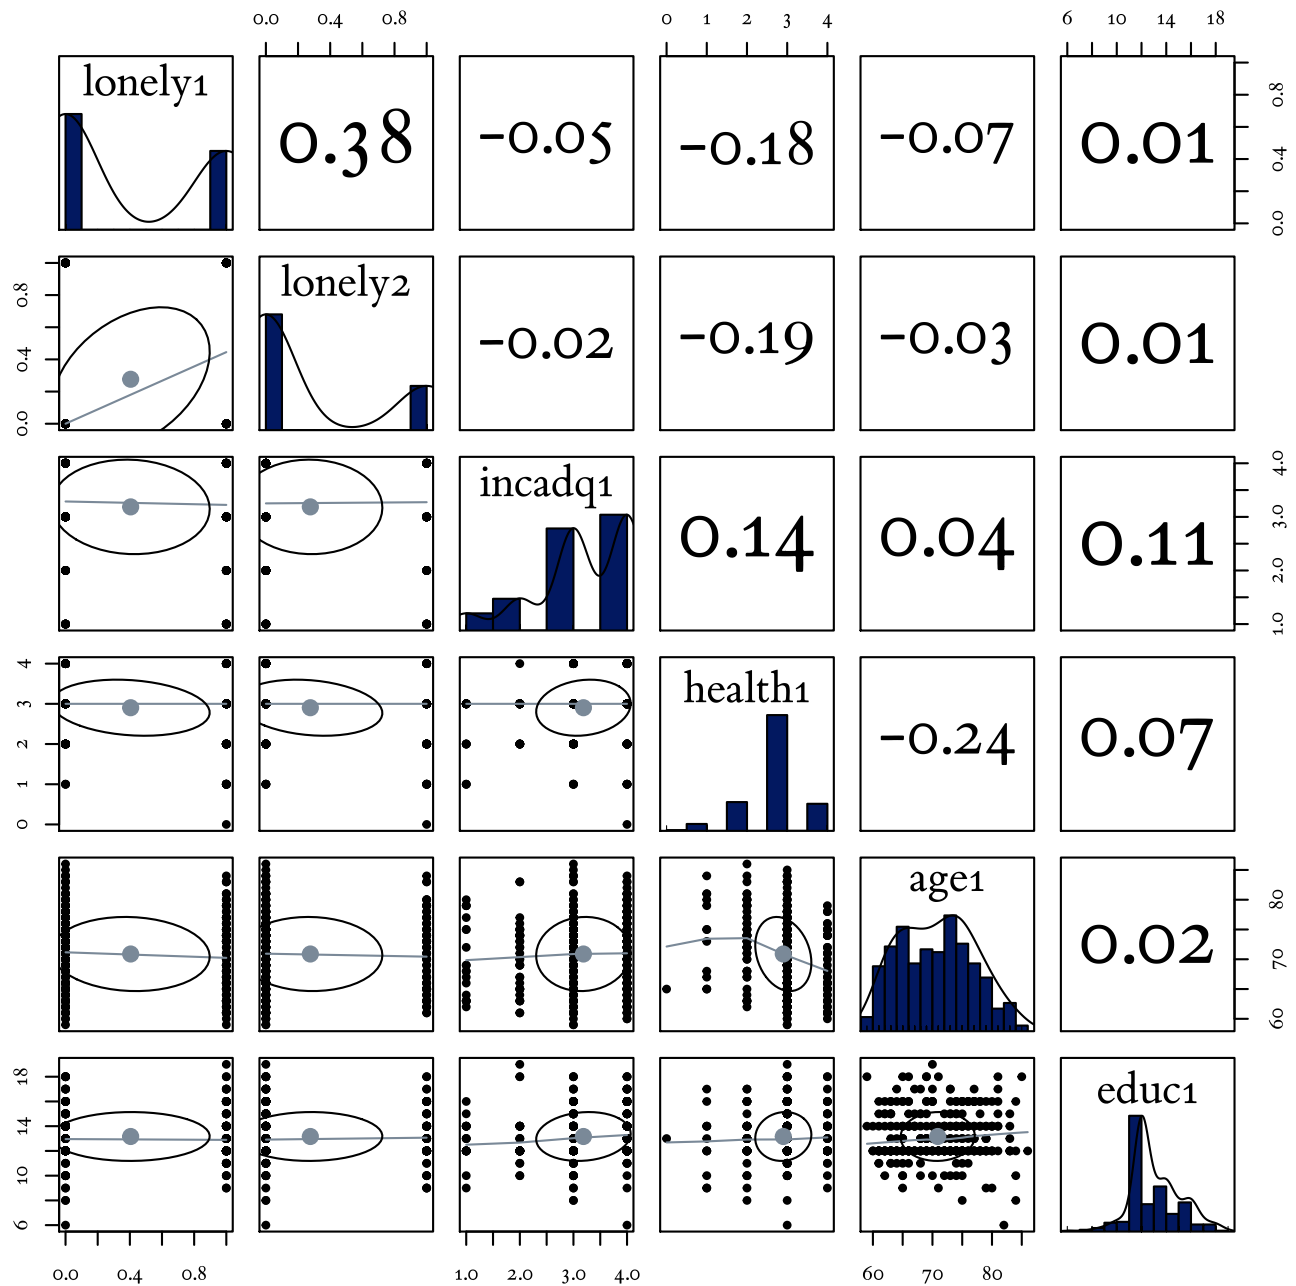 0.0 0.4 0.8 0 1 2 3 4 6 10 14 18
lonely1 0.38 -0.05 -0.18 -0.07 0.01 0.0 0.4 0.8
0.0 0.4 0.8 lonely2 -0.02 -0.19 -0.03 0.01
incadq1 0.14 0.04 0.11 1.0 2.0 3.0 4.0
0 1 2 3 4 health1 -0.24 0.07
age1 0.02 60 70 80
6 10 14 18 educ1
0.0 0.4 0.8 1.0 2.0 3.0 4.0 60 70 80